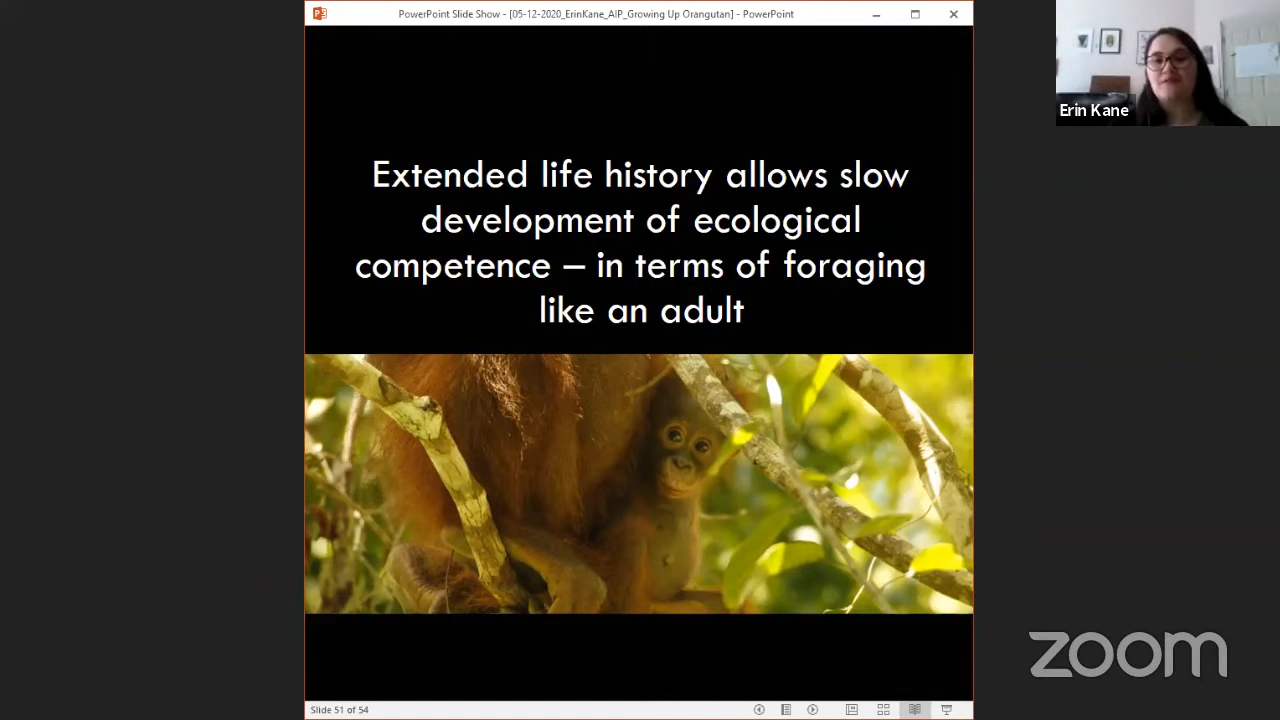 PowerPoint Slide Show - [05-12-2020_ErinKane_AIP_Growing Up Orangutan] - PowerPoint
Erin Kane
Extended life history allows slow
development of ecological
competence – in terms of foraging
like an adult
zoom
Slide 51 of 54